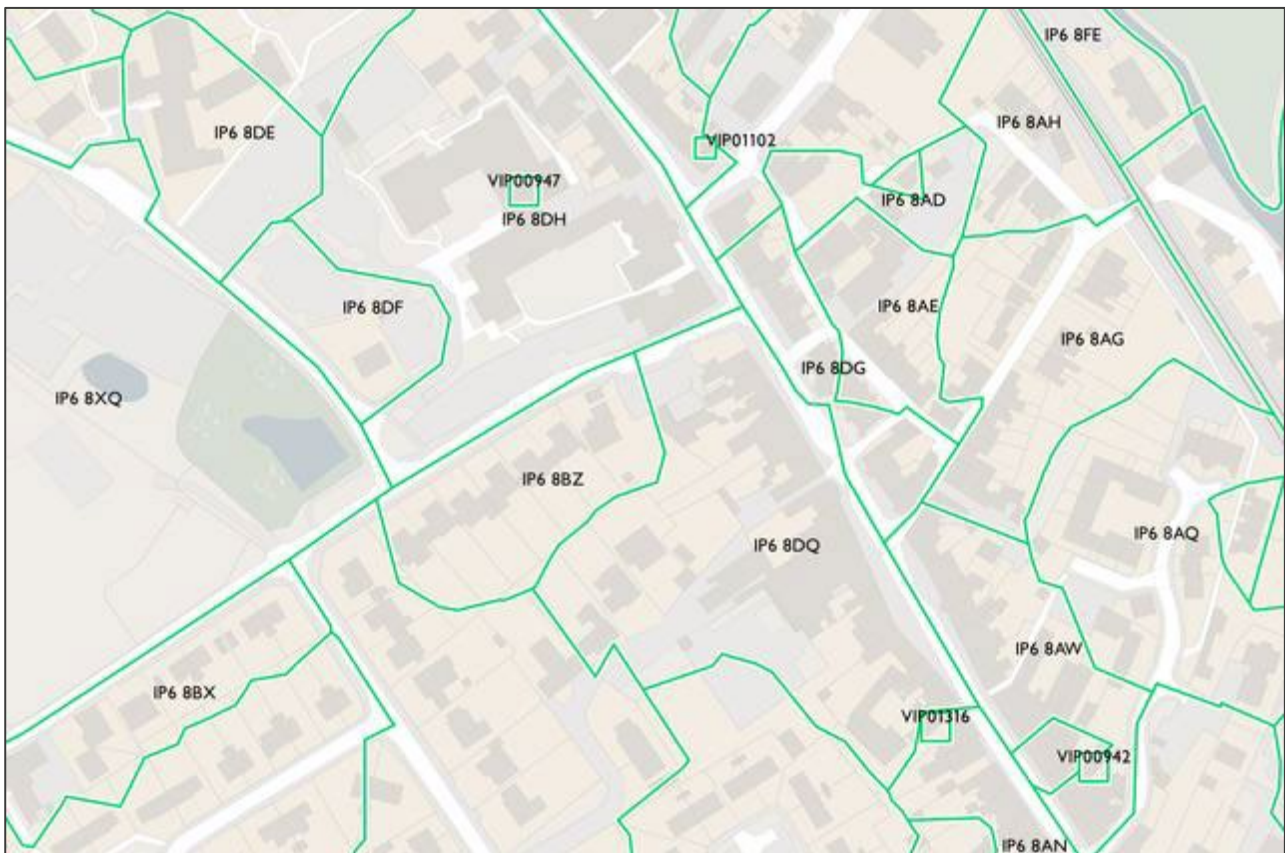 IP6 8FE
IP6 8AH
IP6 8DE
VIP01102
VIP00947
IP6 8AD
IP6 8DH
IP6 8DF
IP6 8AE
IP6 8AG
IP6 8DG
IP6 8XQ
IP6 8BZ
IP6 8AQ
IP6 8DQ
IP6 8AW
IP6 8BX
VIP01316
VIP00942
IP6 8AN